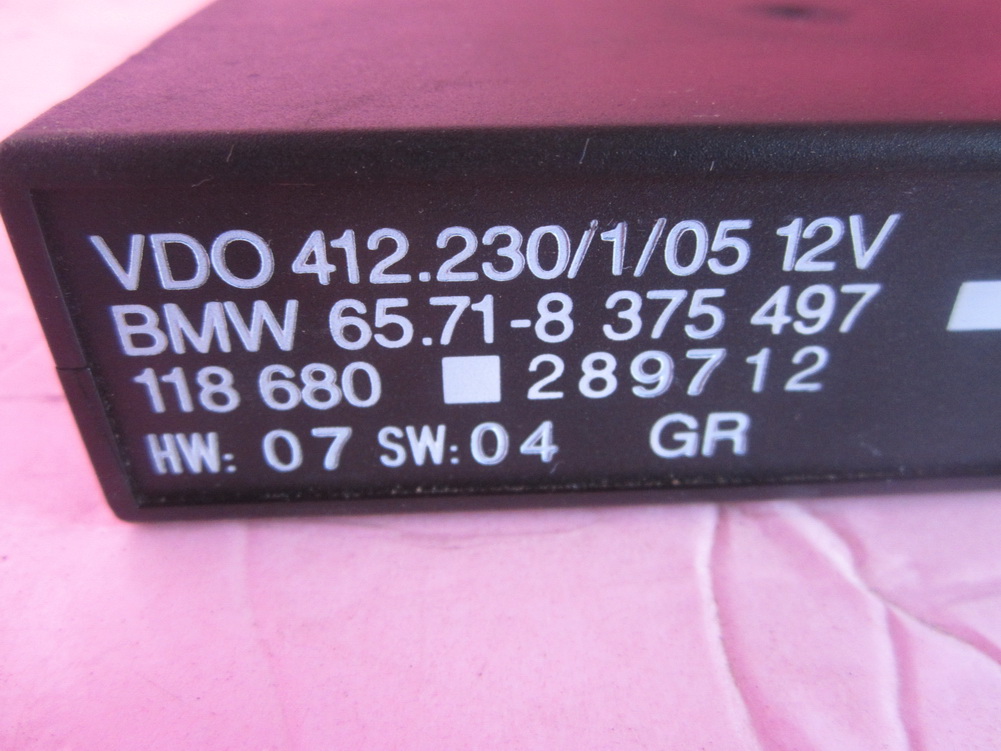 VDO 412.230/1/05 12V
BMW 65.71-8 375 497
118 680 289712
HW: 07 SW: 04 GR